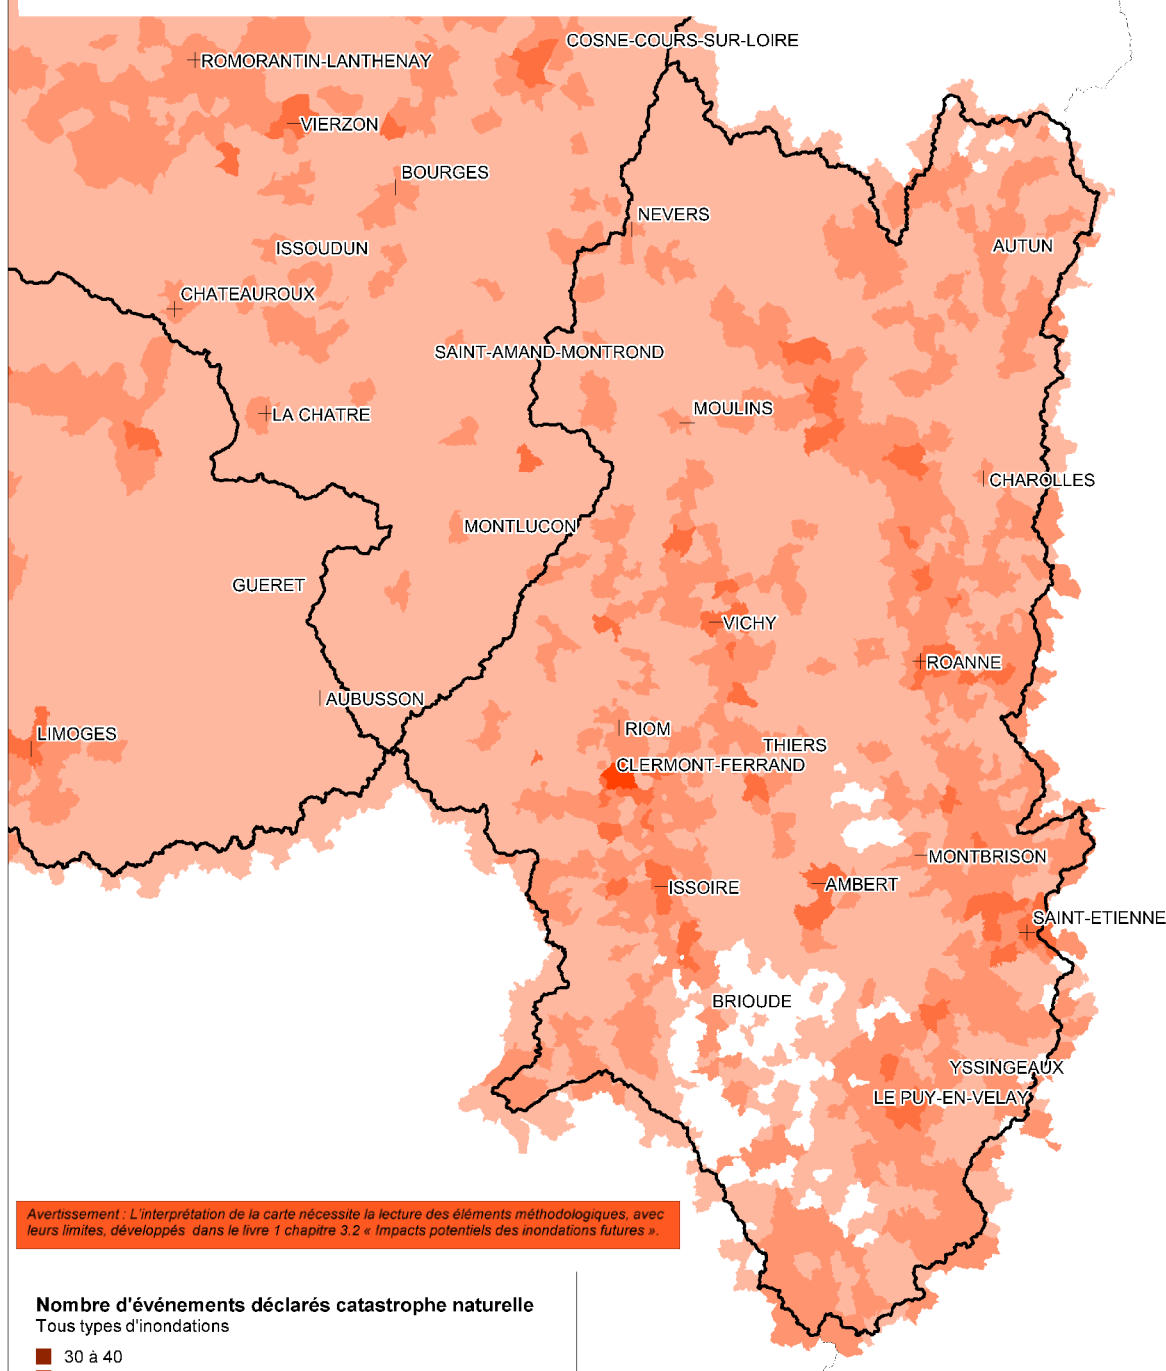 COSNE-COURS-SUR-LOIRE
ROMORANTIN-LANTHENAY
VIERZON
BOURGES
NEVERS
ISSOUDUN
AUTUN
CHATEAUROUX
SAINT-AMAND-MONTROND
LA CHATRE
MOULINS
CHAROLLES
MONTLUCON
GUERET
VICHY
ROANNE
AUBUSSON
LIMOGES
RIOM
THIERS
CLERMONT-FERRAND
MONTBRISON
ISSOIRE
AMBERT
SAINT-ETIENNE
BRIOUDE
YSSINGEAUX
LE PUY-EN-VELAY
Avertissement : L'interprétation de la carte nécessite la lecture des éléments méthodologiques, avec
leurs limites, développés dans le livre 1 chapitre 3.2 « Impacts potentiels des inondations futures ».
Nombre d'événements déclarés catastrophe naturelle
Tous types d'inondations
30 à 40